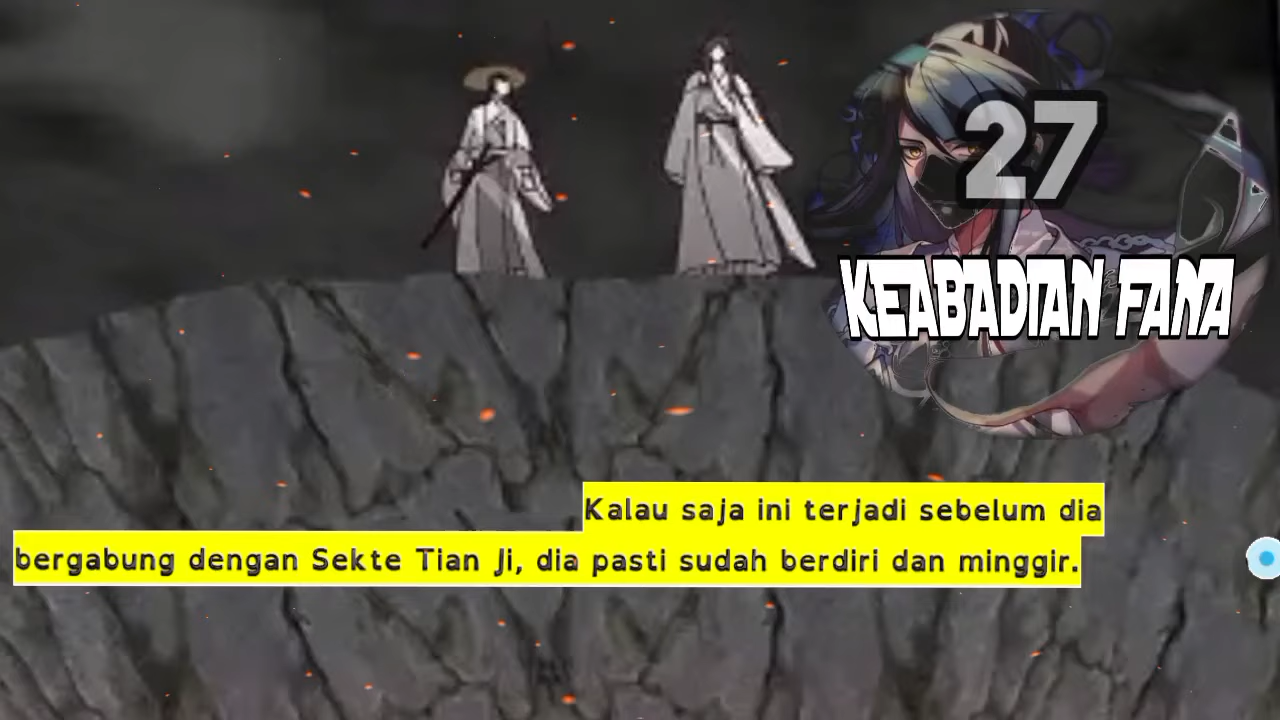 27
KEABADIAN FANA
Kalau saja ini terjadi sebelum dia
bergabung dengan Sekte Tian Ji, dia pasti sudah berdiri dan minggir.